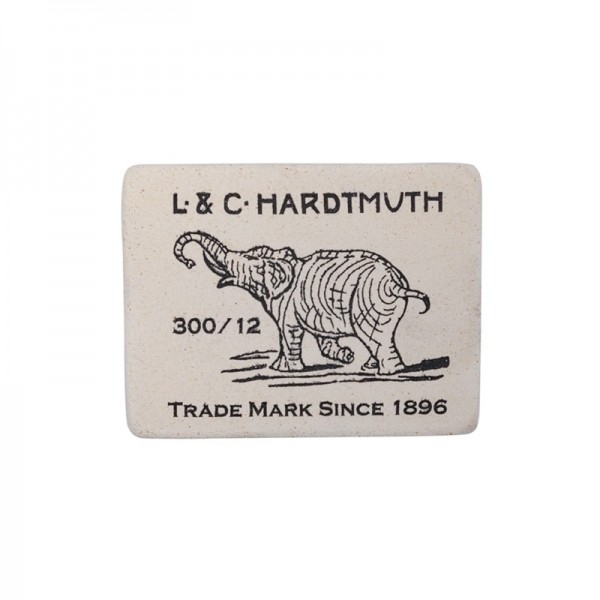 L. & C. HARDTMUTH
300/12
TRADE MARK SINCE 1896